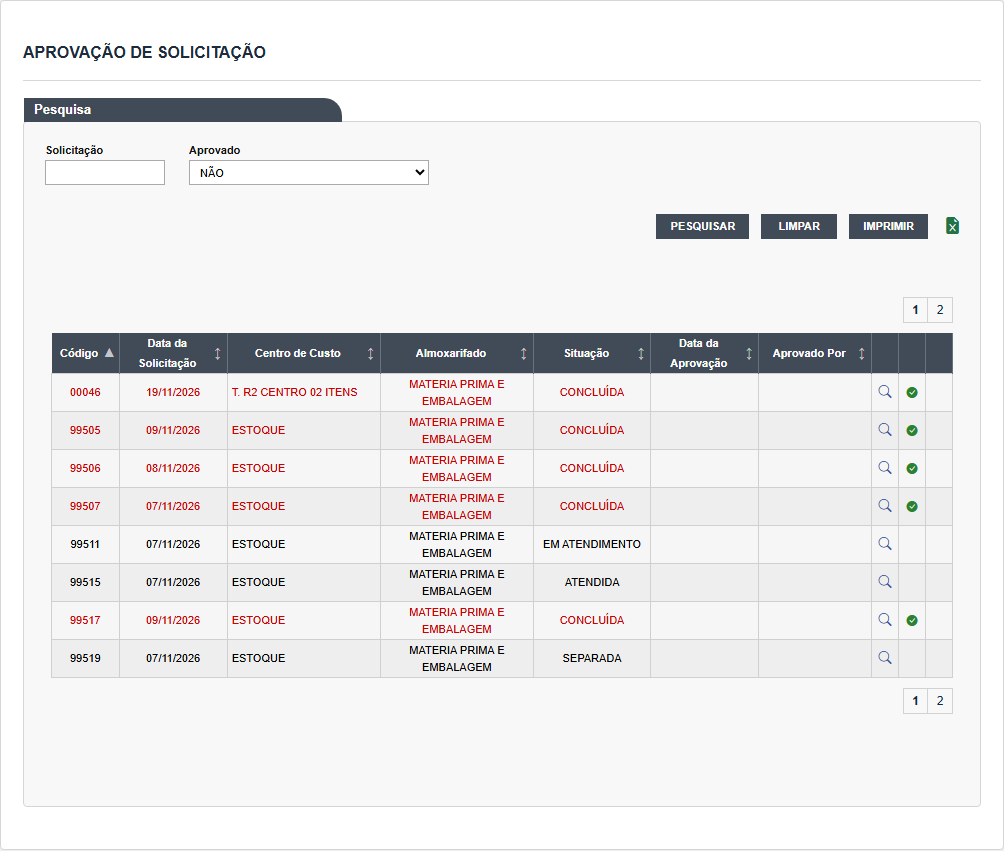 APROVAÇÃO DE SOLICITAÇÃO
Pesquisa
Solicitação Aprovado
NÃO
PESQUISAR LIMPAR IMPRIMIR
1 2
Código Data da Solicitação Centro de Custo Almoxarifado Situação Data da Aprovação Aprovado Por
00046 19/11/2026 T. R2 CENTRO 02 ITENS MATERIA PRIMA E EMBALAGEM CONCLUÍDA
99505 09/11/2026 ESTOQUE MATERIA PRIMA E EMBALAGEM CONCLUÍDA
99506 08/11/2026 ESTOQUE MATERIA PRIMA E EMBALAGEM CONCLUÍDA
99507 07/11/2026 ESTOQUE MATERIA PRIMA E EMBALAGEM CONCLUÍDA
99511 07/11/2026 ESTOQUE MATERIA PRIMA E EMBALAGEM EM ATENDIMENTO
99515 07/11/2026 ESTOQUE MATERIA PRIMA E EMBALAGEM ATENDIDA
99517 09/11/2026 ESTOQUE MATERIA PRIMA E EMBALAGEM CONCLUÍDA
99519 07/11/2026 ESTOQUE MATERIA PRIMA E EMBALAGEM SEPARADA
1 2